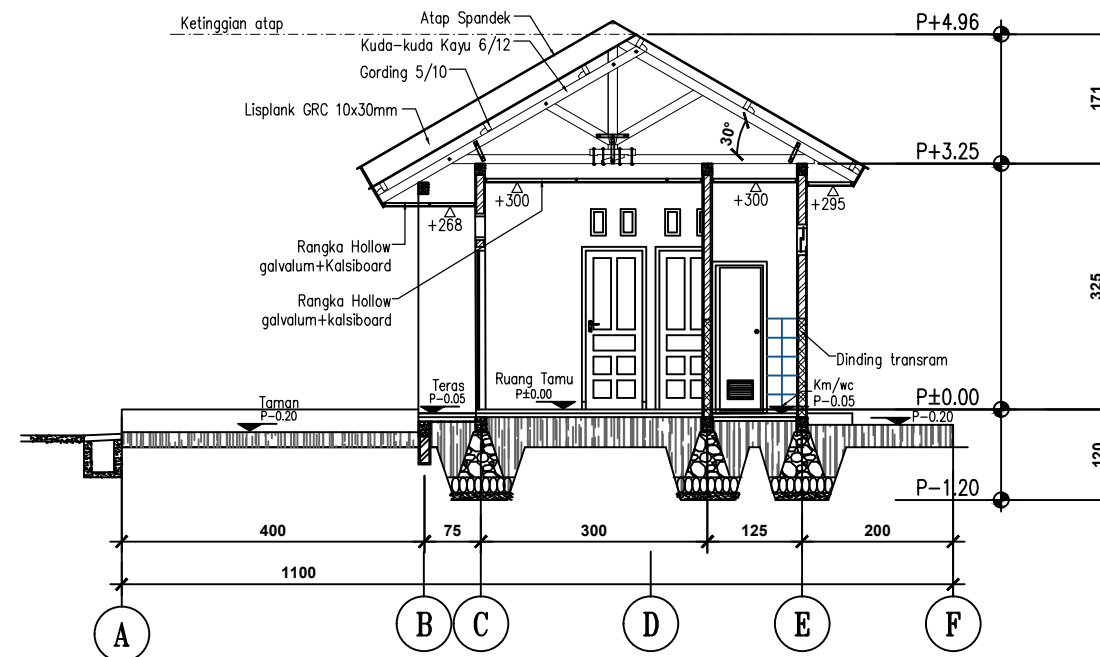 Ketinggian atap
Atap Spandek
Kuda-kuda Kayu 6/12
Gording 5/10
Lisplank GRC 10x30mm
P+4.96
171
30°
P+3.25
+268
+300
+300
+295
Rangka Hollow
galvalum+Kalsiboard
Rangka Hollow
galvalum+kalsiboard
325
Dinding transram
Taman
P-0.20
Teras
P-0.05
Ruang Tamu
P±0.00
Km/wc
P-0.05
P-0.20
P±0.00
120
P-1.20
400
75
300
125
200
1100
A
B
C
D
E
F